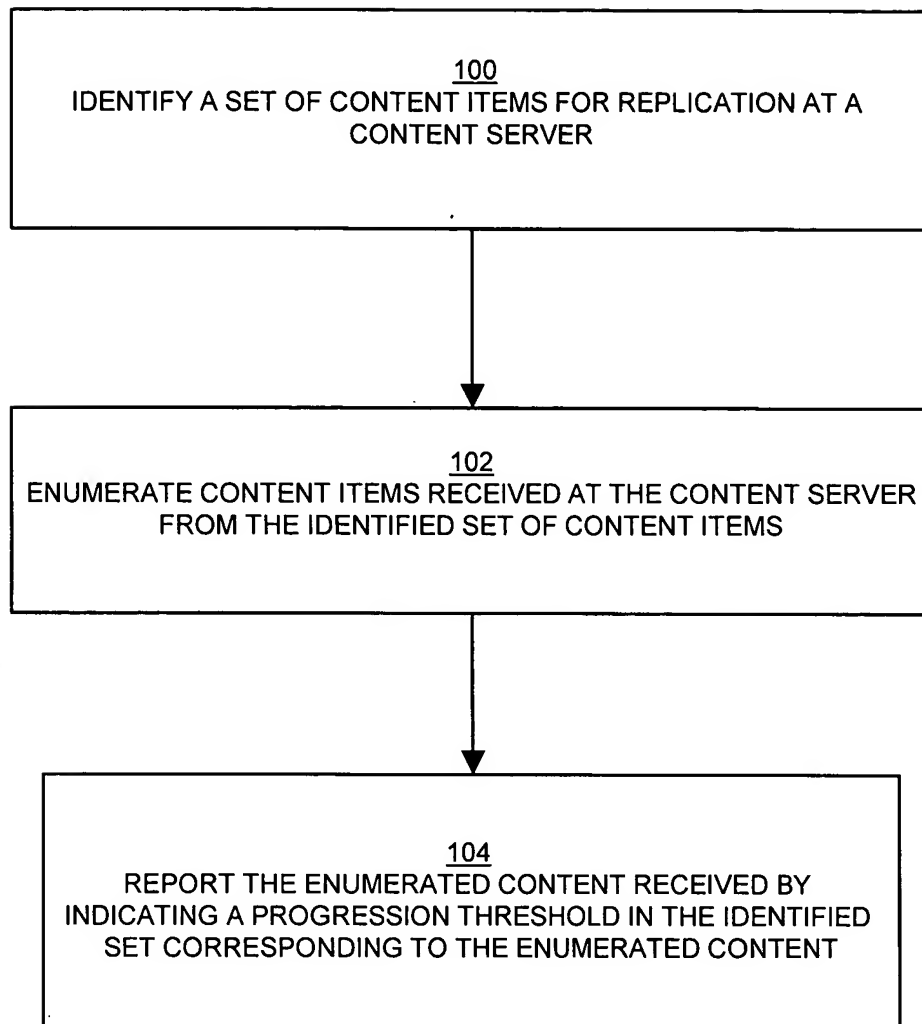 100
IDENTIFY A SET OF CONTENT ITEMS FOR REPLICATION AT A
CONTENT SERVER
102
ENUMERATE CONTENT ITEMS RECEIVED AT THE CONTENT SERVER
FROM THE IDENTIFIED SET OF CONTENT ITEMS
104
REPORT THE ENUMERATED CONTENT RECEIVED BY
INDICATING A PROGRESSION THRESHOLD IN THE IDENTIFIED
SET CORRESPONDING TO THE ENUMERATED CONTENT